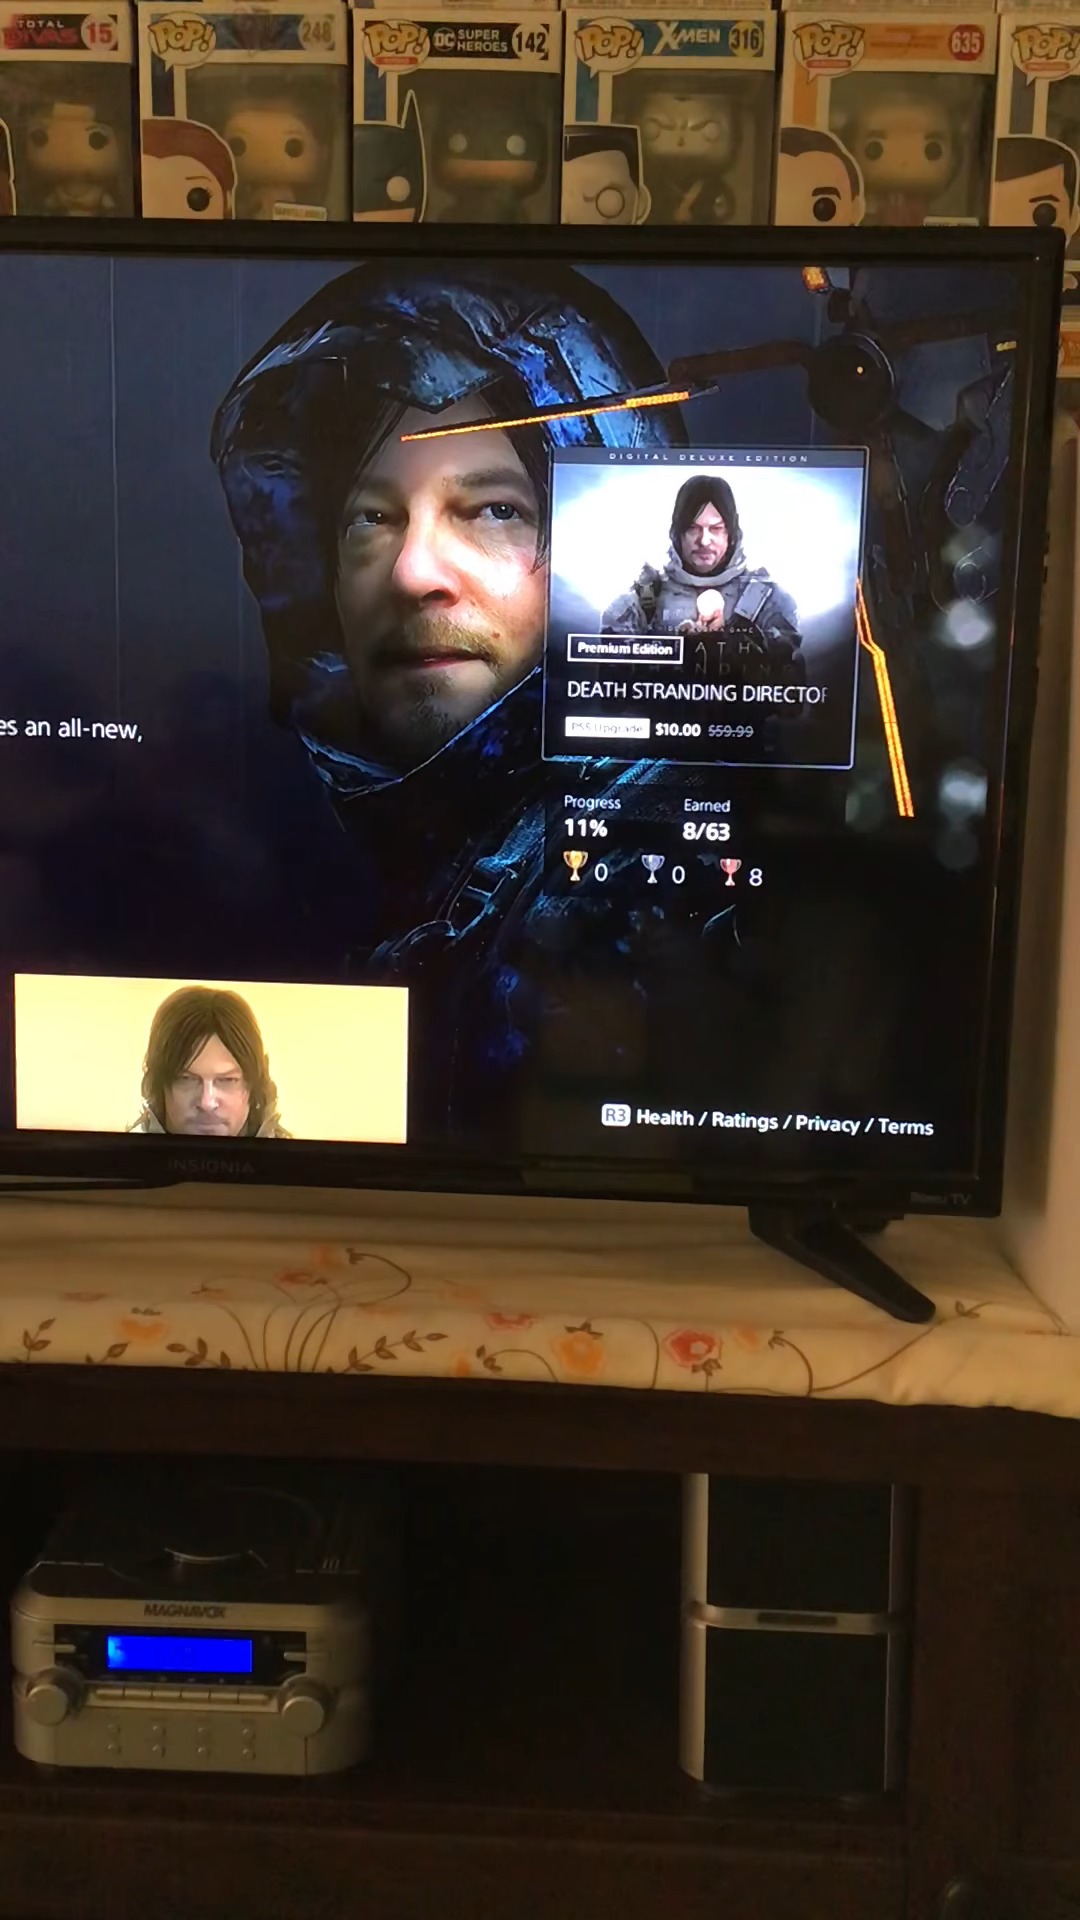 TOTAL
DIVAS 15
POP! 248
POP! DC SUPER HEROES 142
POP! X-MEN 316
POP! 635
POP!
DIGITAL DELUXE EDITION
Premium Edition
DEATH STRANDING DIRECTOR
PS5 Upgrade $10.00 $59.99
es an all-new,
Progress Earned
11% 8/63
0 0 8
R3 Health / Ratings / Privacy / Terms
INSIGNIA
Roku TV
MAGNAVOX